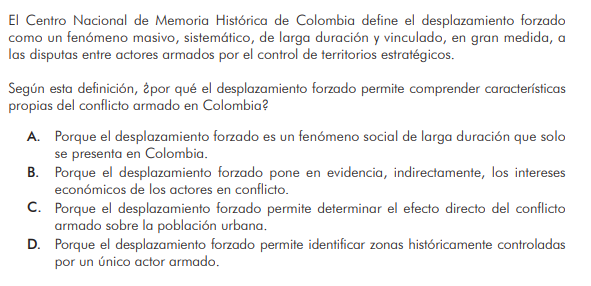 El Centro Nacional de Memoria Histórica de Colombia define el desplazamiento forzado
como un fenómeno masivo, sistemático, de larga duración y vinculado, en gran medida, a
las disputas entre actores armados por el control de territorios estratégicos.
Según esta definición, ¿por qué el desplazamiento forzado permite comprender características
propias del conflicto armado en Colombia?
A. Porque el desplazamiento forzado es un fenómeno social de larga duración que solo
se presenta en Colombia.
B. Porque el desplazamiento forzado pone en evidencia, indirectamente, los intereses
económicos de los actores en conflicto.
C. Porque el desplazamiento forzado permite determinar el efecto directo del conflicto
armado sobre la población urbana.
D. Porque el desplazamiento forzado permite identificar zonas históricamente controladas
por un único actor armado.